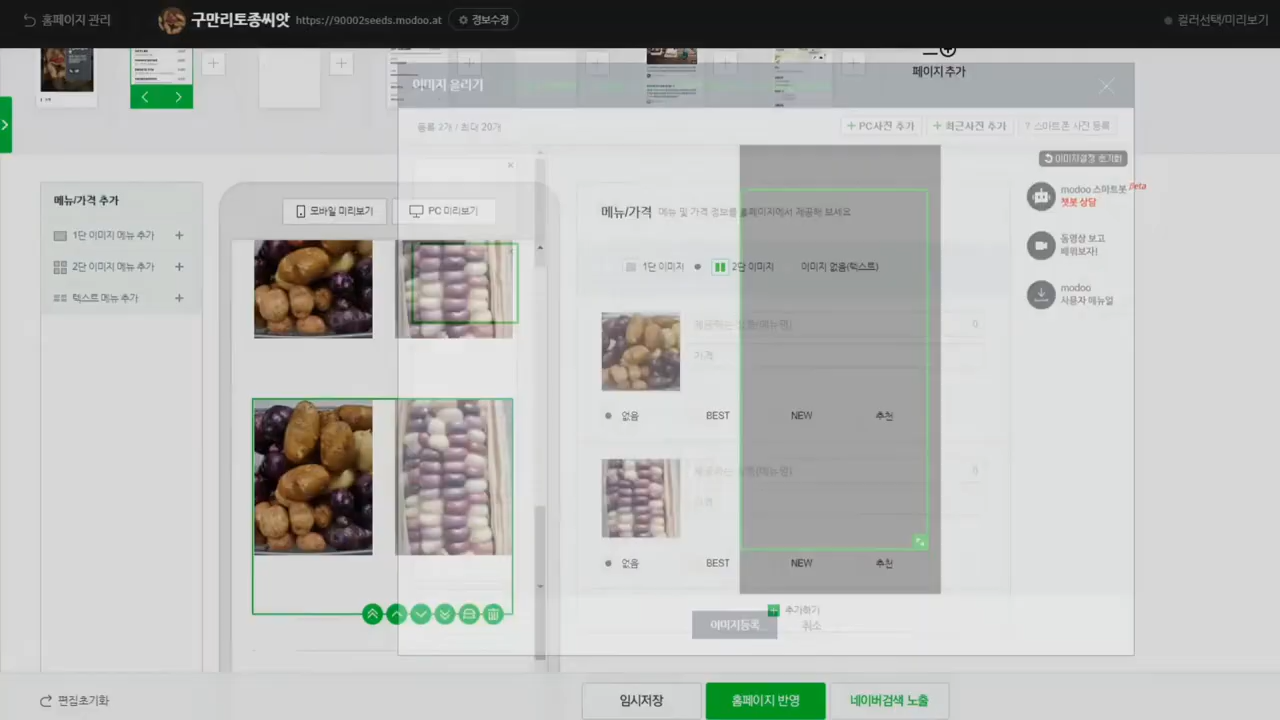 홈페이지 관리
구만리토종씨앗 https://90002seeds.modoo.at 정보수정
컬러선택/미리보기
페이지 추가
이미지 올리기
등록 2개 / 최대 20개
+ PC사진 추가
+ 최근사진 추가
? 스마트폰 사진 등록
이미지설정 초기화
modoo 스마트봇 Beta
챗봇 상담
동영상 보고
배워보자!
modoo
사용자 매뉴얼
메뉴/가격 추가
1단 이미지 메뉴 추가 +
2단 이미지 메뉴 추가 +
텍스트 메뉴 추가 +
모바일 미리보기
PC 미리보기
메뉴/가격 메뉴 및 가격 정보를 홈페이지에서 제공해 보세요
1단 이미지
2단 이미지
이미지 없음(텍스트)
0
가격
없음 BEST NEW 추천
0
가격
없음 BEST NEW 추천
추가하기
이미지등록
취소
편집초기화
임시저장
홈페이지 반영
네이버검색 노출